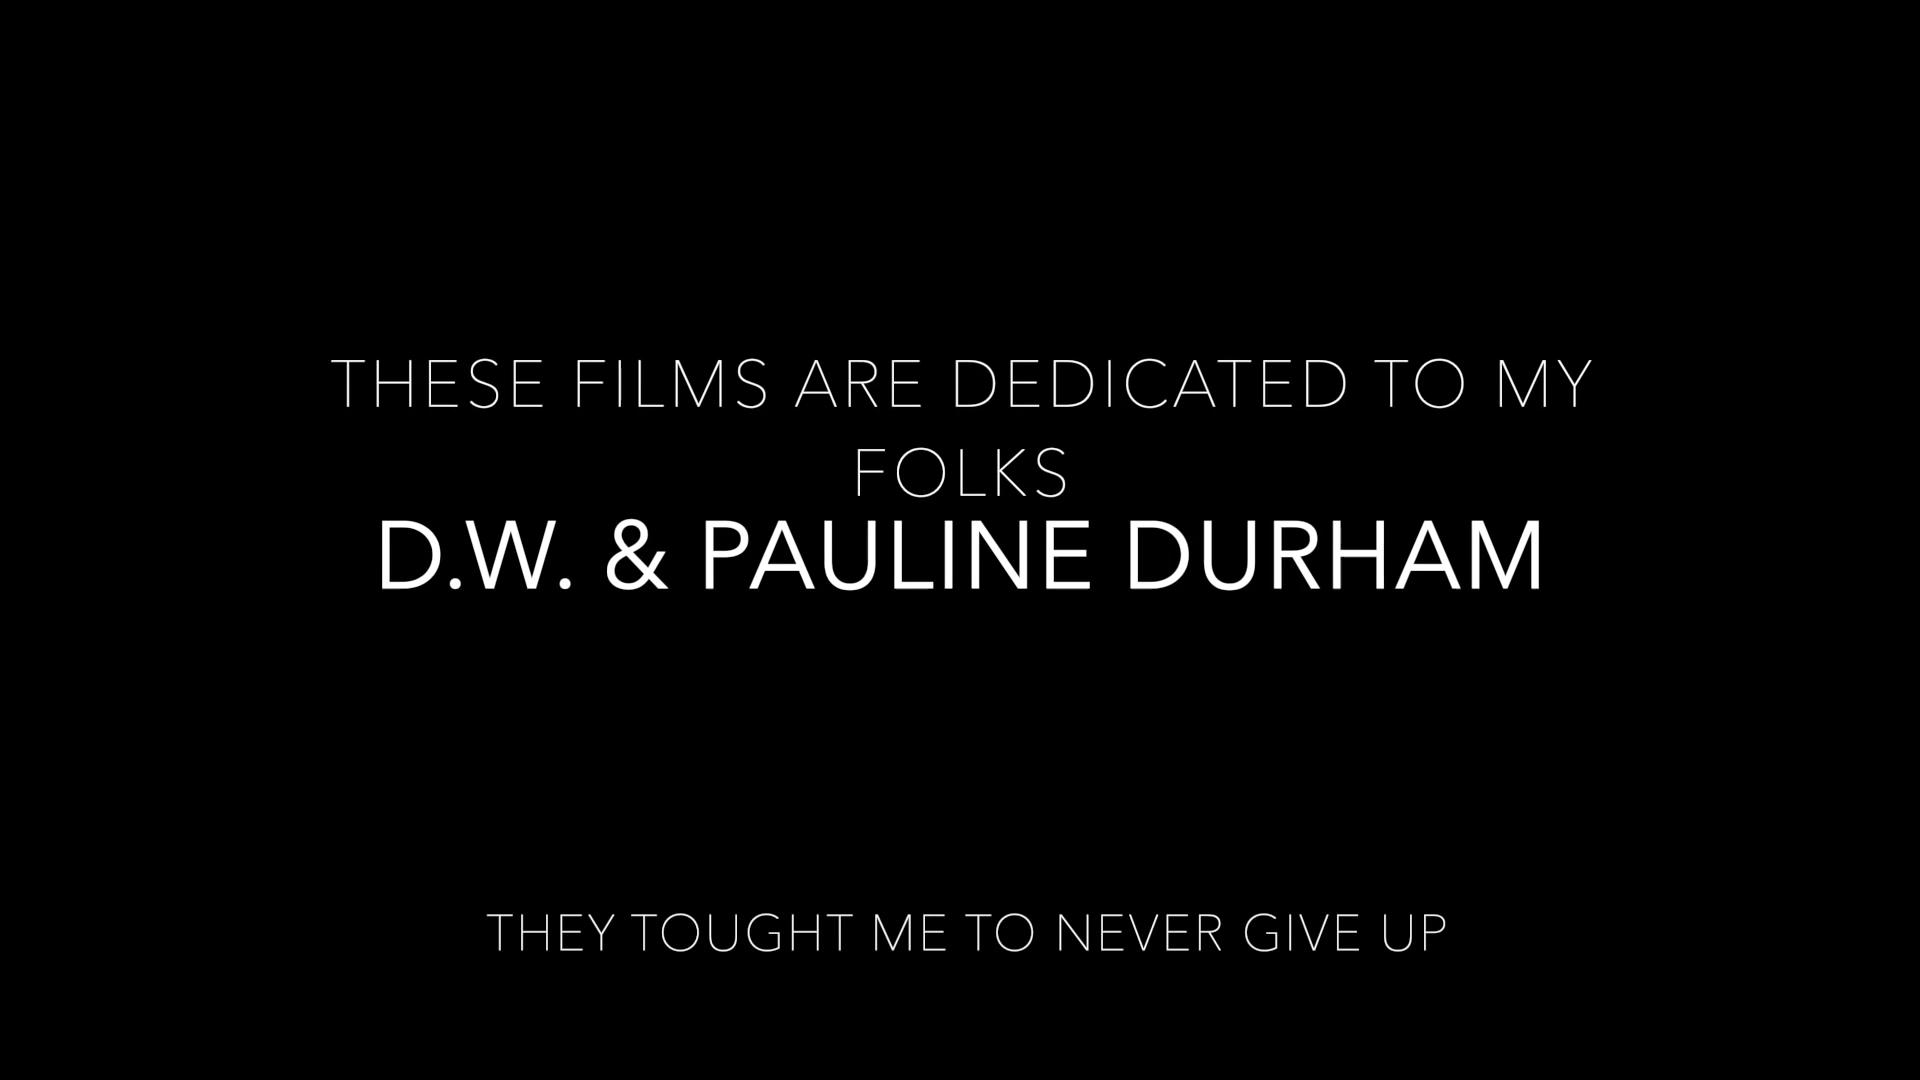 THESE FILMS ARE DEDICATED TO MY
FOLKS
D.W. & PAULINE DURHAM
THEY TOUGHT ME TO NEVER GIVE UP